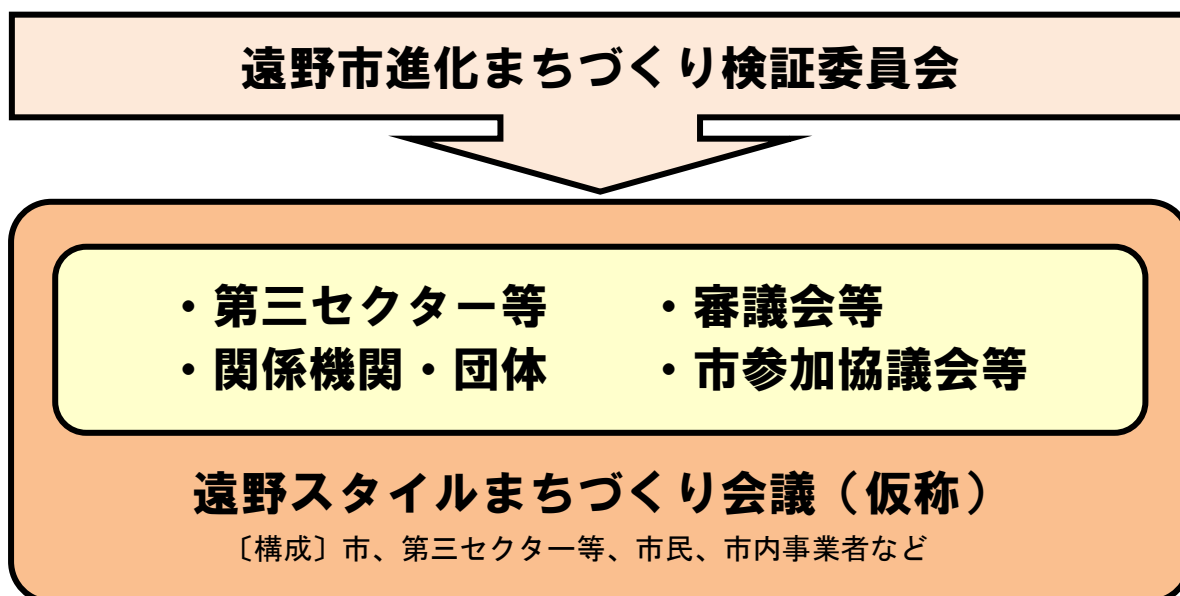 遠野市進化まちづくり検証委員会
・第三セクター等　・審議会等
・関係機関・団体　・市参加協議会等
遠野スタイルまちづくり会議（仮称）
〔構成〕市、第三セクター等、市民、市内事業者など